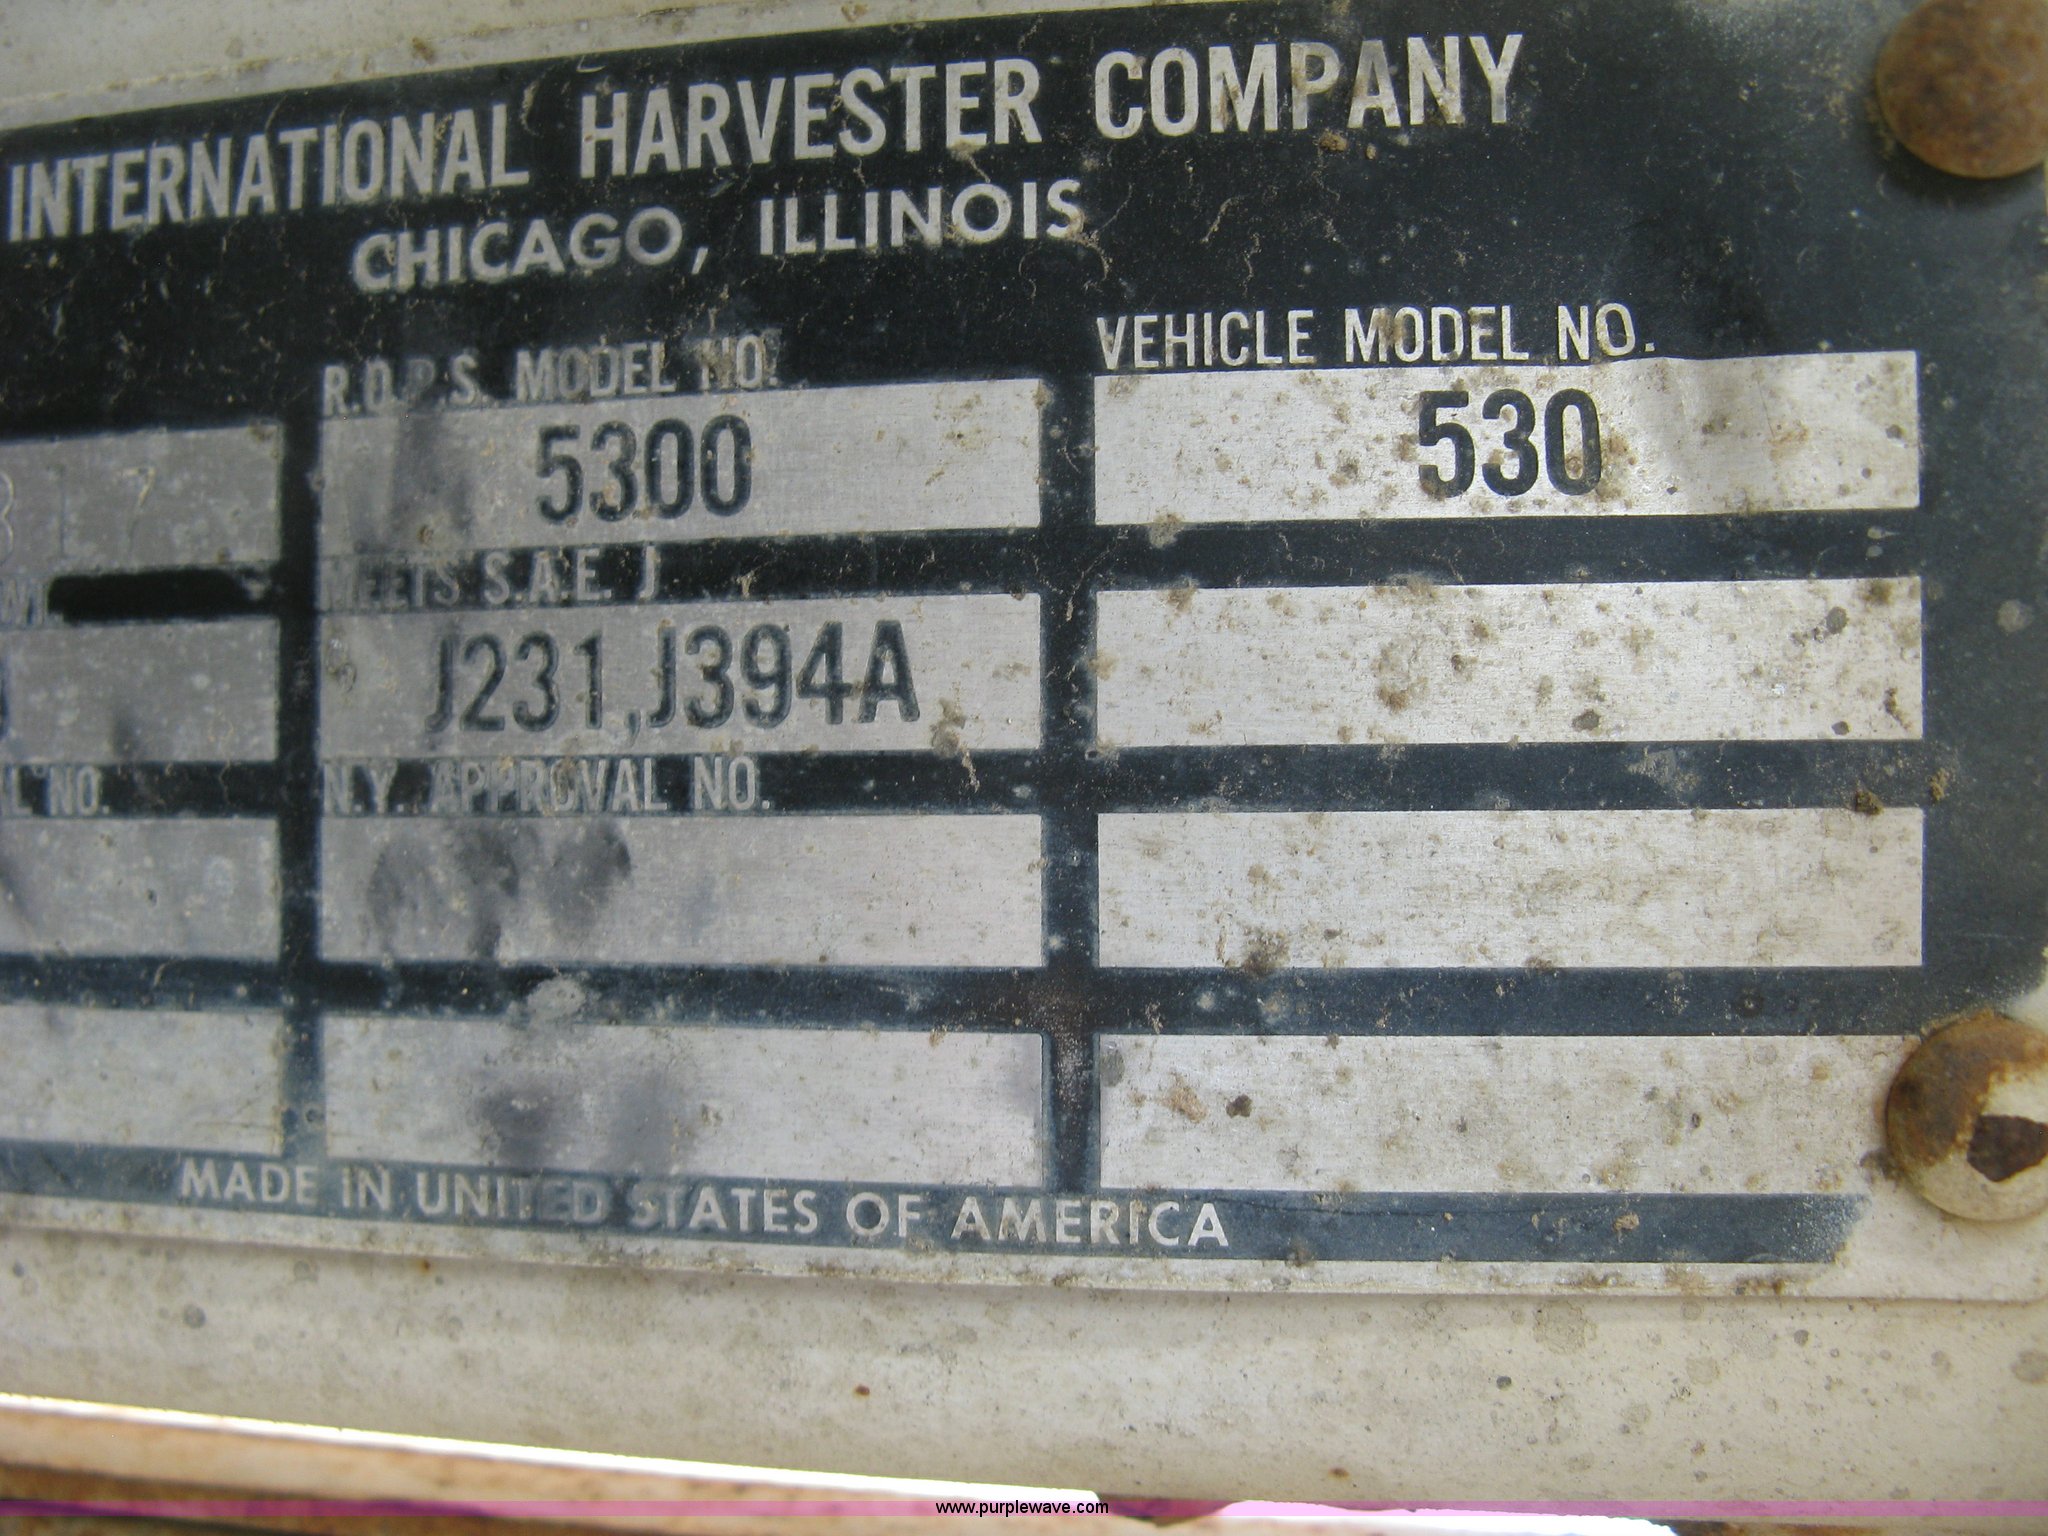 INTERNATIONAL HARVESTER COMPANY
CHICAGO, ILLINOIS
R.O.P.S. MODEL NO.
VEHICLE MODEL NO.
5300
530
MEETS S.A.E. J
J231,J394A
NO.
N.Y. APPROVAL NO.
MADE IN UNITED STATES OF AMERICA
www.purplewave.com